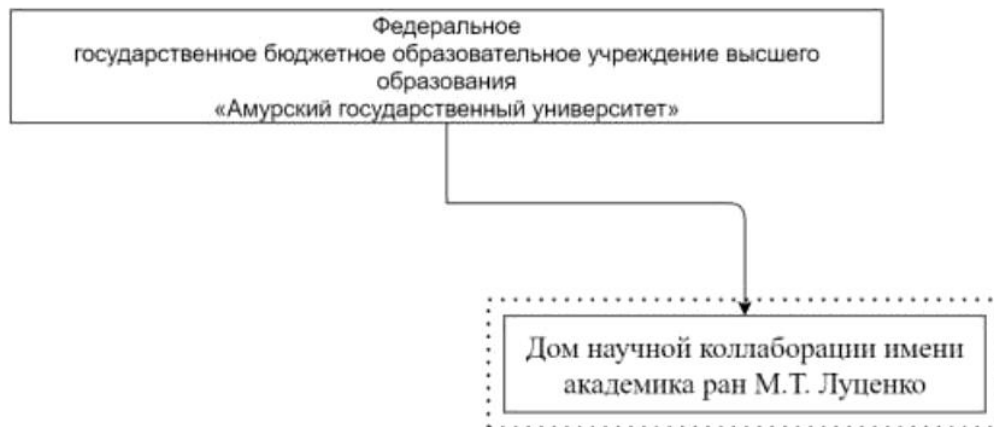 Федеральное
государственное бюджетное образовательное учреждение высшего
образования
«Амурский государственный университет»
Дом научной коллаборации имени
академика ран М.Т. Луценко